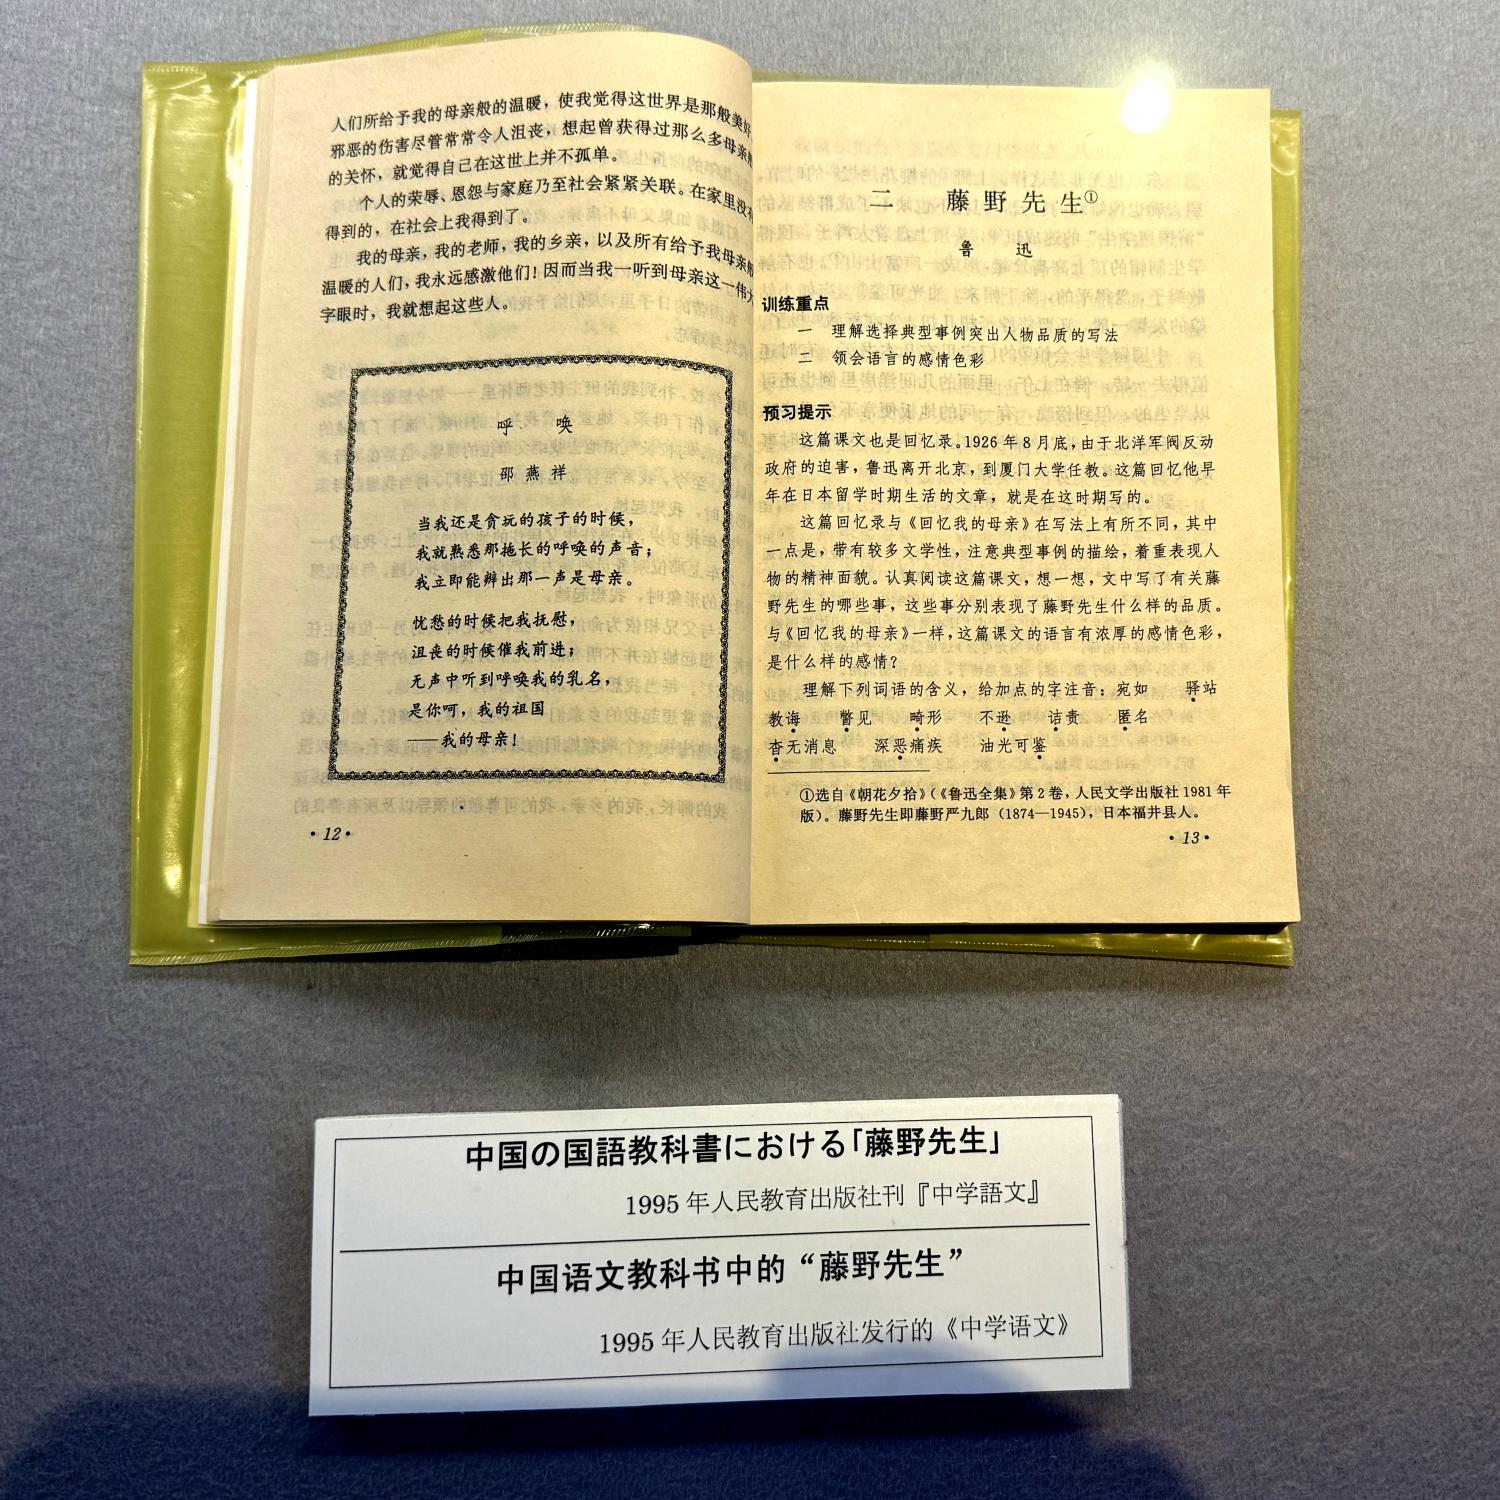 人们所给予我的母亲般的温暖，使我觉得这世界是那般美好
邪恶的伤害尽管常常令人沮丧，想起曾获得过那么多母亲般
的关怀，就觉得自己在这世上并不孤单。
个人的荣辱、恩怨与家庭乃至社会紧紧关联。在家里没有
得到的，在社会上我得到了。
我的母亲，我的老师，我的乡亲，以及所有给予我母亲般
温暖的人们，我永远感激他们！因而当我一听到母亲这一伟大
字眼时，我就想起这些人。
呼 唤
邵燕祥
当我还是贪玩的孩子的时候，
我就熟悉那拖长的呼唤的声音；
我立即能辨出那一声是母亲。
忧愁的时候把我抚慰，
沮丧的时候催我前进；
无声中听到呼唤我的乳名，
是你呵，我的祖国
——我的母亲！
·12·
二 藤野先生①
鲁 迅
训练重点
一 理解选择典型事例突出人物品质的写法
二 领会语言的感情色彩
预习提示
这篇课文也是回忆录。1926年8月底，由于北洋军阀反动
政府的迫害，鲁迅离开北京，到厦门大学任教。这篇回忆他早
年在日本留学时期生活的文章，就是在这时期写的。
这篇回忆录与《回忆我的母亲》在写法上有所不同，其中
一点是，带有较多文学性，注意典型事例的描绘，着重表现人
物的精神面貌。认真阅读这篇课文，想一想，文中写了有关藤
野先生的哪些事，这些事分别表现了藤野先生什么样的品质。
与《回忆我的母亲》一样，这篇课文的语言有浓厚的感情色彩，
是什么样的感情？
理解下列词语的含义，给加点的字注音：宛如 驿站
教诲 瞥见 畸形 不逊 诘责 匿名
杳无消息 深恶痛疾 油光可鉴
①选自《朝花夕拾》（《鲁迅全集》第2卷，人民文学出版社1981年
版）。藤野先生即藤野严九郎（1874—1945），日本福井县人。
·13·
中国の国語教科書における「藤野先生」
1995年人民教育出版社刊『中学語文』
中国语文教科书中的“藤野先生”
1995年人民教育出版社发行的《中学语文》